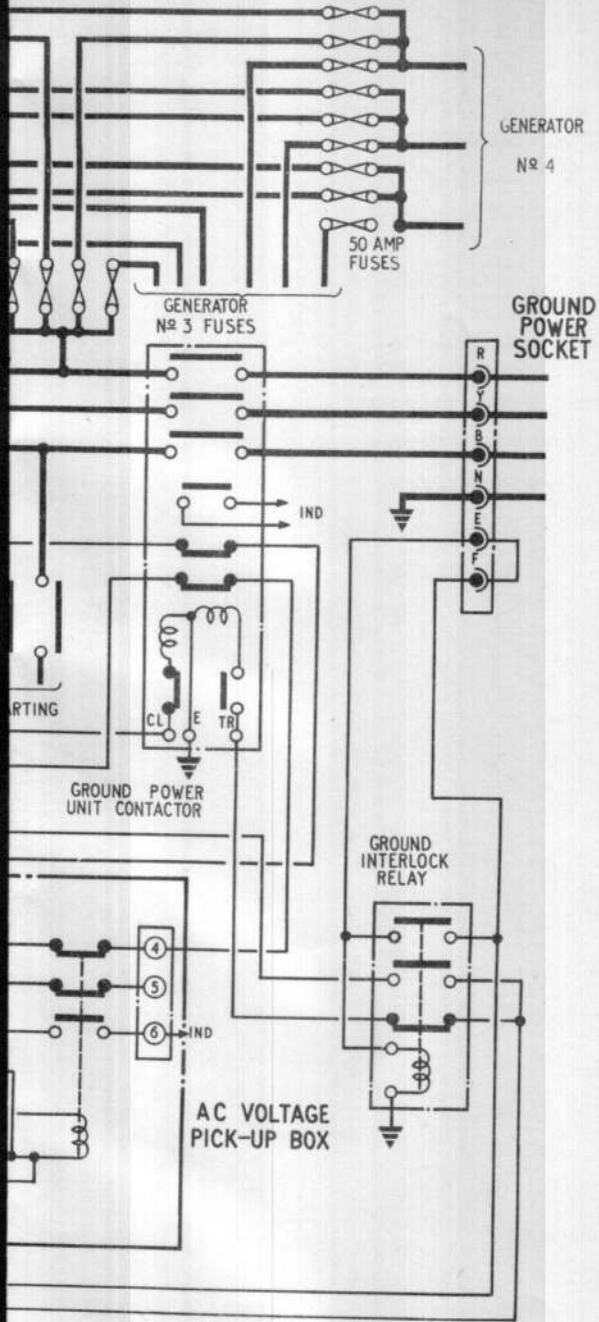 GENERATOR
Nº 4
50 AMP
FUSES
GENERATOR
Nº 3 FUSES
GROUND
POWER
SOCKET
R
Y
B
N
E
F
IND
ARTING
CL
E
TR
GROUND POWER
UNIT CONTACTOR
GROUND
INTERLOCK
RELAY
4
5
6
IND
AC VOLTAGE
PICK-UP BOX